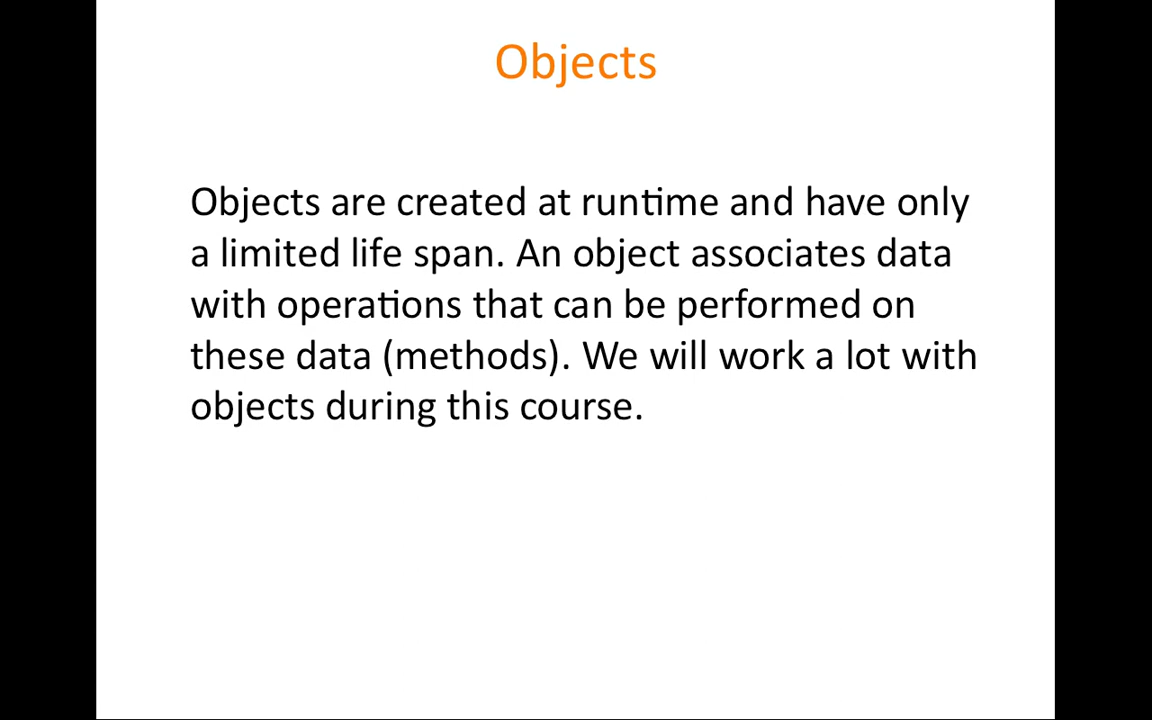 Objects
Objects are created at runtime and have only
a limited life span. An object associates data
with operations that can be performed on
these data (methods). We will work a lot with
objects during this course.